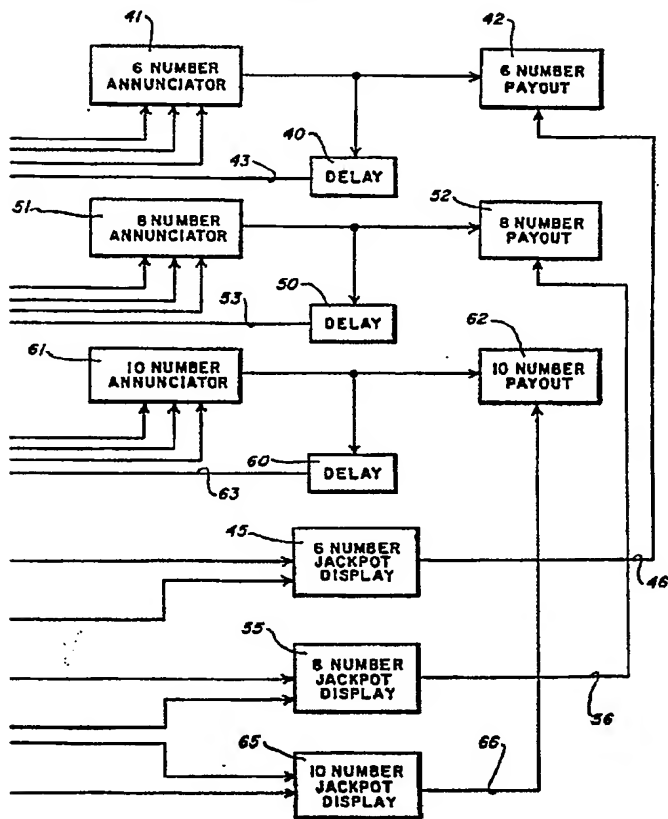 41
42
6 NUMBER
ANNUNCIATOR
6 NUMBER
PAYOUT
40
43
DELAY
51
52
8 NUMBER
ANNUNCIATOR
8 NUMBER
PAYOUT
50
53
DELAY
61
62
10 NUMBER
ANNUNCIATOR
10 NUMBER
PAYOUT
60
DELAY
63
45
6 NUMBER
JACKPOT
DISPLAY
46
55
8 NUMBER
JACKPOT
DISPLAY
56
65
66
10 NUMBER
JACKPOT
DISPLAY